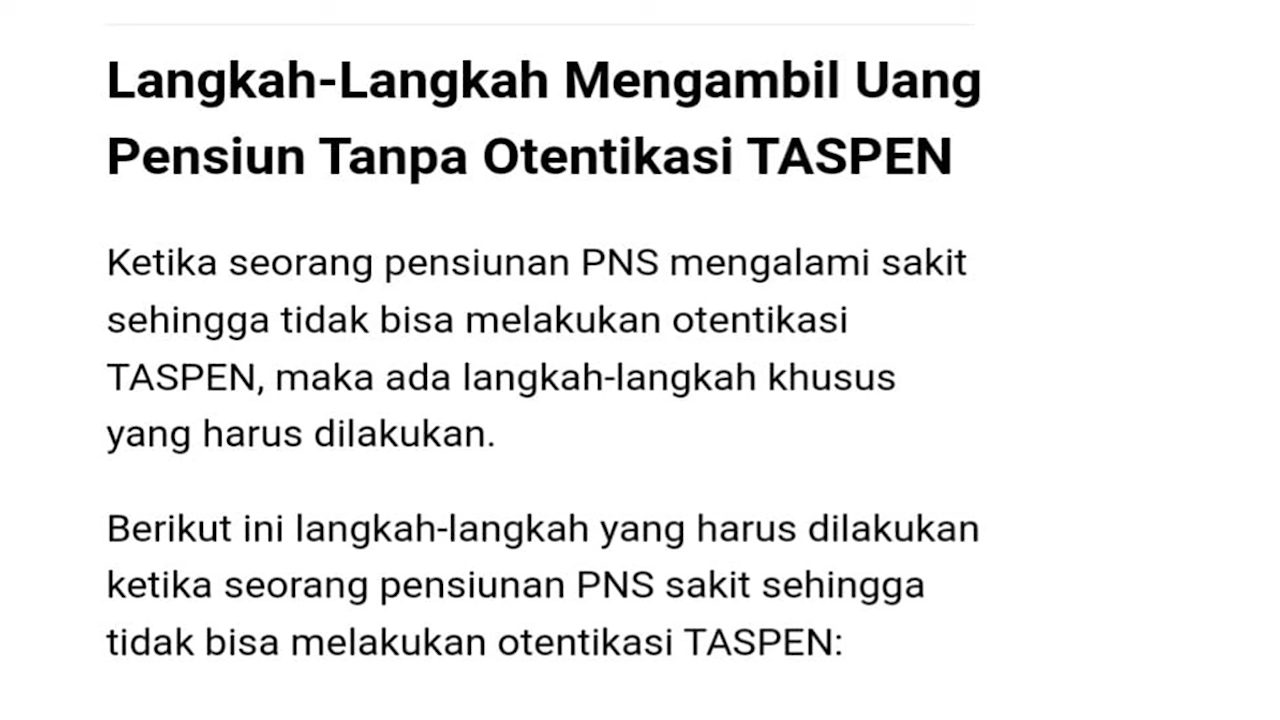 Langkah-Langkah Mengambil Uang
Pensiun Tanpa Otentikasi TASPEN
Ketika seorang pensiunan PNS mengalami sakit
sehingga tidak bisa melakukan otentikasi
TASPEN, maka ada langkah-langkah khusus
yang harus dilakukan.
Berikut ini langkah-langkah yang harus dilakukan
ketika seorang pensiunan PNS sakit sehingga
tidak bisa melakukan otentikasi TASPEN: